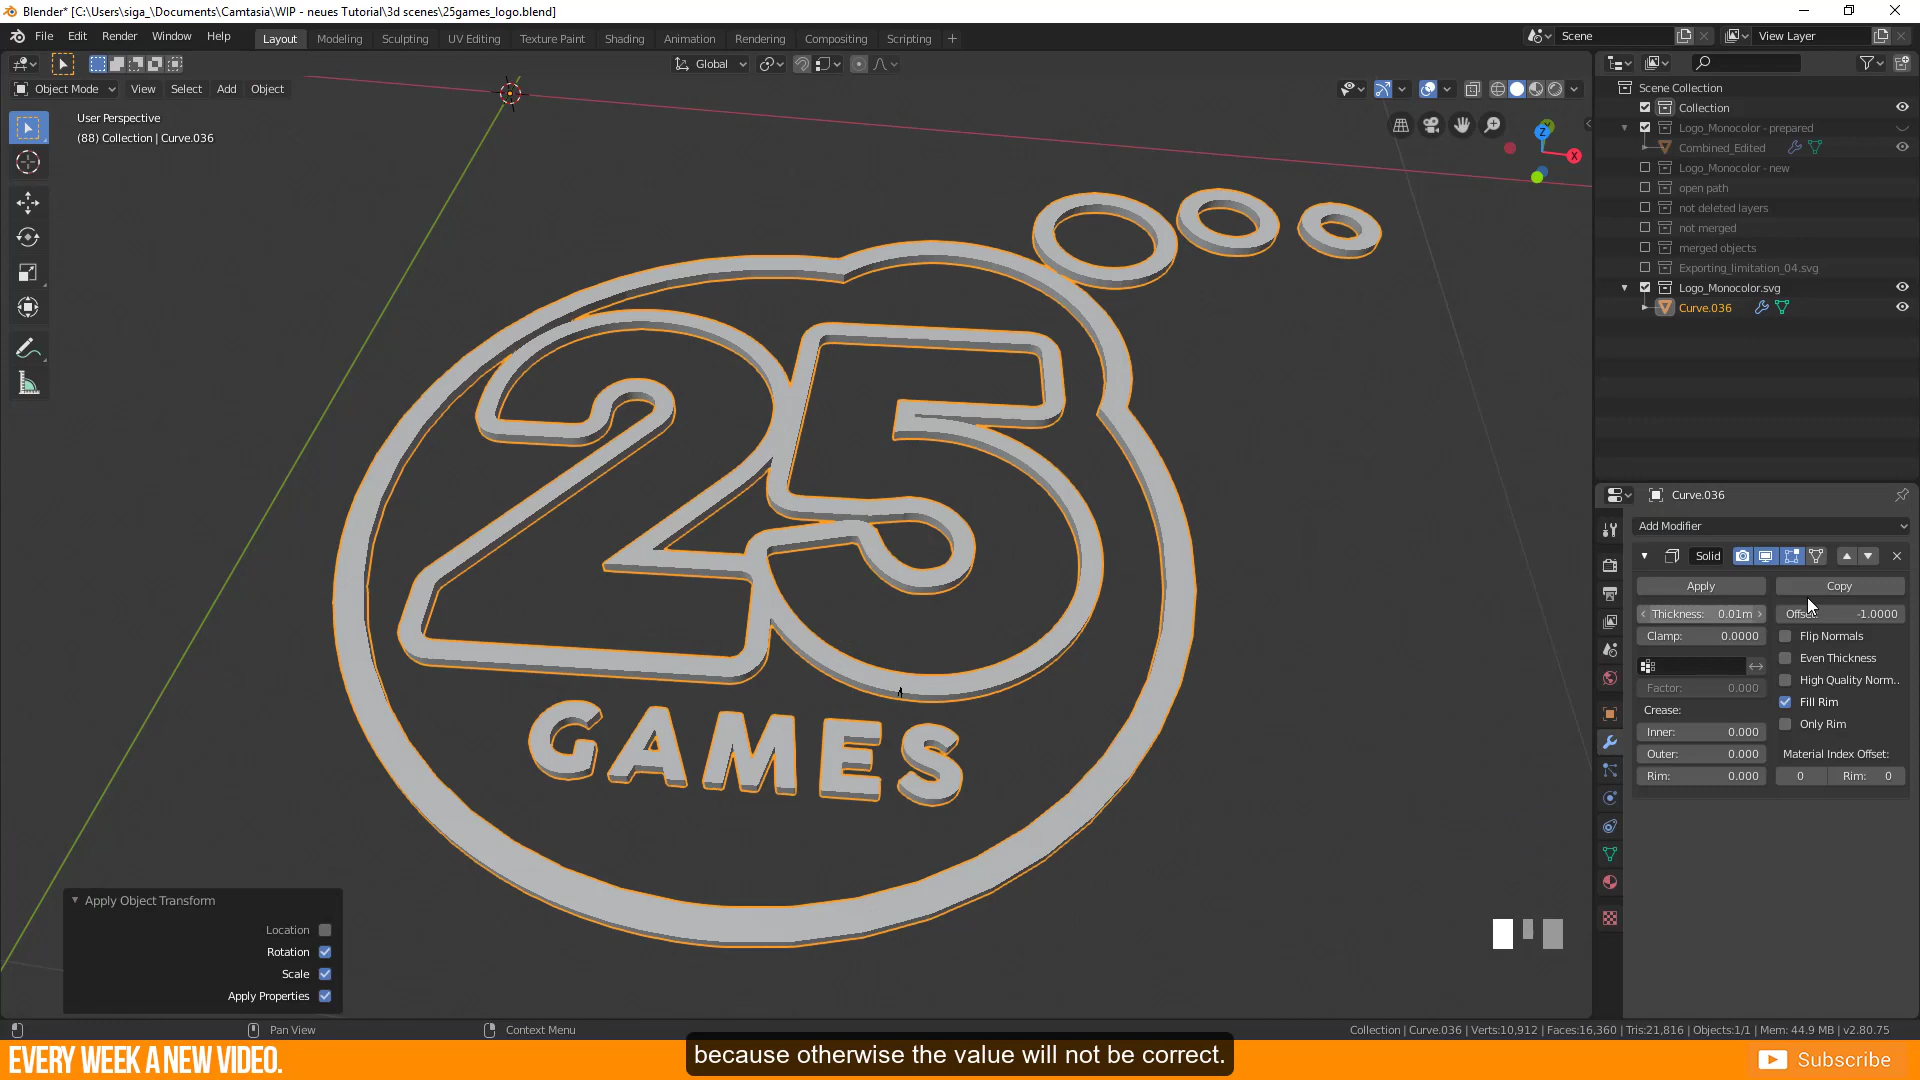 Blender* [C:\Users\siga_\Documents\Camtasia\WIP - neues Tutorial\3d scenes\25games_logo.blend]
File Edit Render Window Help Layout Modeling Sculpting UV Editing Texture Paint Shading Animation Rendering Compositing Scripting + Scene View Layer
Global
Object Mode View Select Add Object
User Perspective
(88) Collection | Curve.036
Scene Collection
Collection
Logo_Monocolor - prepared
Combined_Edited
Logo_Monocolor - new
open path
not deleted layers
not merged
merged objects
Exporting_limitation_04.svg
Logo_Monocolor.svg
Curve.036
Z
Y
X
25
GAMES
Curve.036
Add Modifier
Solid
Apply Copy
Thickness: 0.01m Offset: -1.0000
Clamp: 0.0000 Flip Normals
Even Thickness
High Quality Norm..
Factor: 0.000
Fill Rim
Crease:
Only Rim
Inner: 0.000
Outer: 0.000 Material Index Offset:
Rim: 0.000 0 Rim: 0
Apply Object Transform
Location
Rotation
Scale
Apply Properties
Pan View Context Menu Collection | Curve.036 | Verts:10,912 | Faces:16,360 | Tris:21,816 | Objects:1/1 | Mem: 44.9 MB | v2.80.75
EVERY WEEK A NEW VIDEO.
because otherwise the value will not be correct.
Subscribe